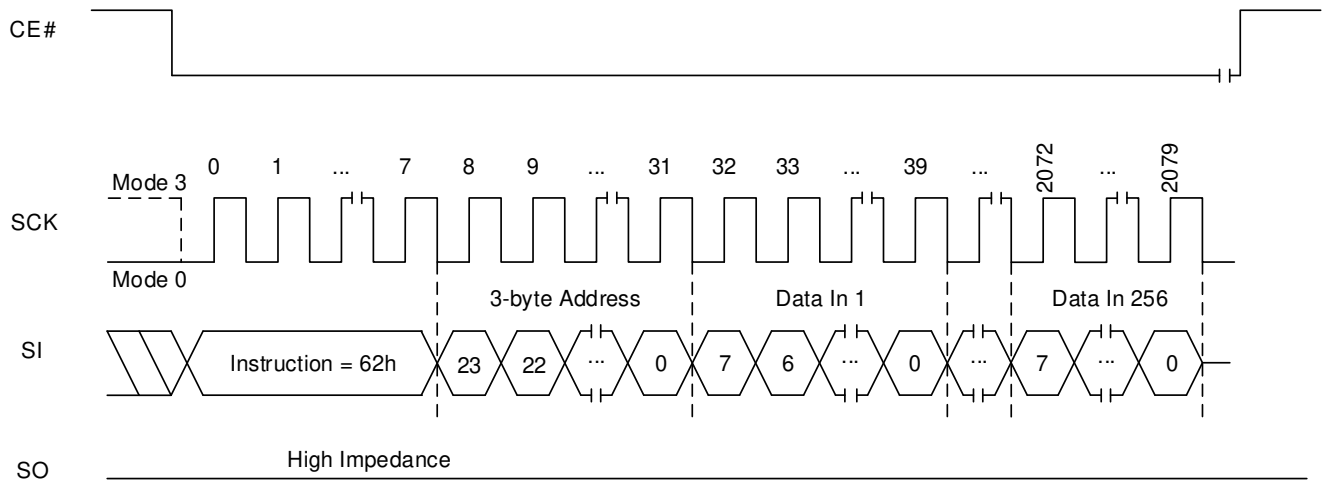 CE#
0 1 ... 7 8 9 ... 31 32 33 ... 39 ... 2072 ... 2079
Mode 3
SCK
Mode 0
3-byte Address Data In 1 Data In 256
SI
Instruction = 62h 23 22 ... 0 7 6 ... 0 ... 7 ... 0
High Impedance
SO